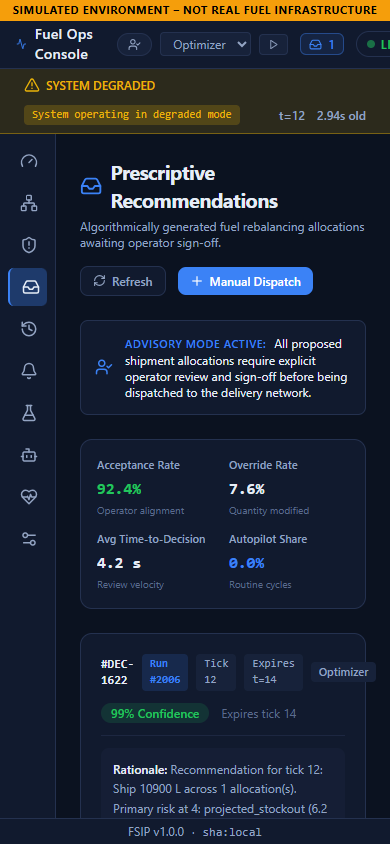 SIMULATED ENVIRONMENT – NOT REAL FUEL INFRASTRUCTURE
Fuel Ops
Console
Optimizer
1
SYSTEM DEGRADED
System operating in degraded mode
t=12 2.94s old
Prescriptive
Recommendations
Algorithmically generated fuel rebalancing allocations
awaiting operator sign-off.
Refresh
Manual Dispatch
ADVISORY MODE ACTIVE: All proposed
shipment allocations require explicit
operator review and sign-off before being
dispatched to the delivery network.
Acceptance Rate
92.4%
Operator alignment
Override Rate
7.6%
Quantity modified
Avg Time-to-Decision
4.2 s
Review velocity
Autopilot Share
0.0%
Routine cycles
#DEC-
1622
Run
#2006
Tick
12
Expires
t=14
Optimizer
99% Confidence
Expires tick 14
Rationale: Recommendation for tick 12:
Ship 10900 L across 1 allocation(s).
Primary risk at 4: projected_stockout (6.2
FSIP v1.0.0 · sha:local